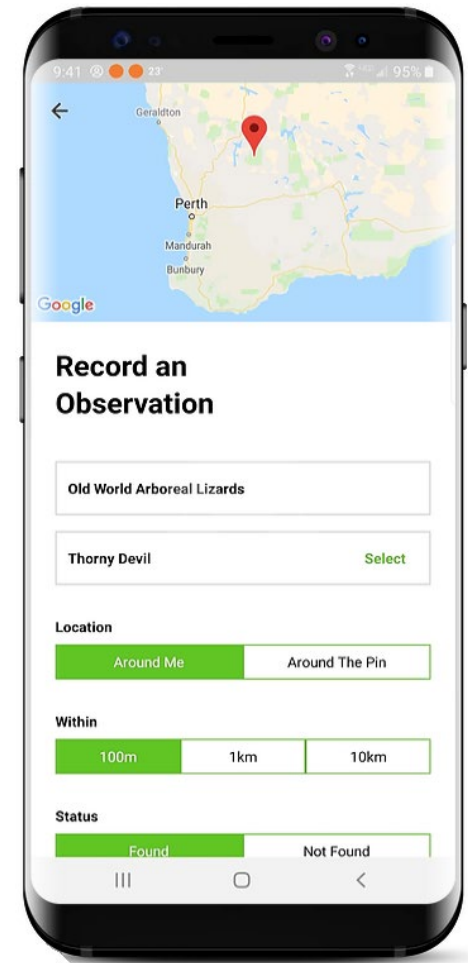 9:41 23° 95%
Geraldton
Perth
Mandurah
Bunbury
Google
Record an
Observation
Old World Arboreal Lizards
Thorny Devil Select
Location
Around Me Around The Pin
Within
100m 1km 10km
Status
Found Not Found